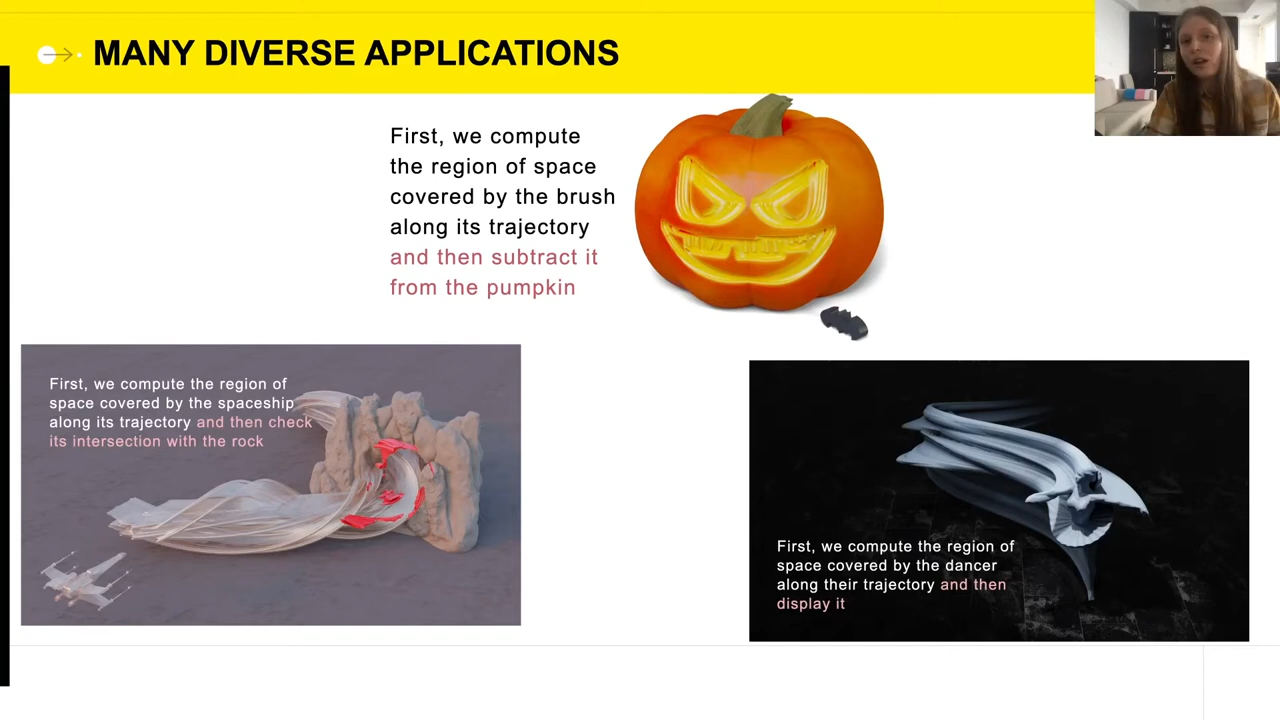 MANY DIVERSE APPLICATIONS
First, we compute
the region of space
covered by the brush
along its trajectory
and then subtract it
from the pumpkin
First, we compute the region of
space covered by the spaceship
along its trajectory and then check
its intersection with the rock
First, we compute the region of
space covered by the dancer
along their trajectory and then
display it